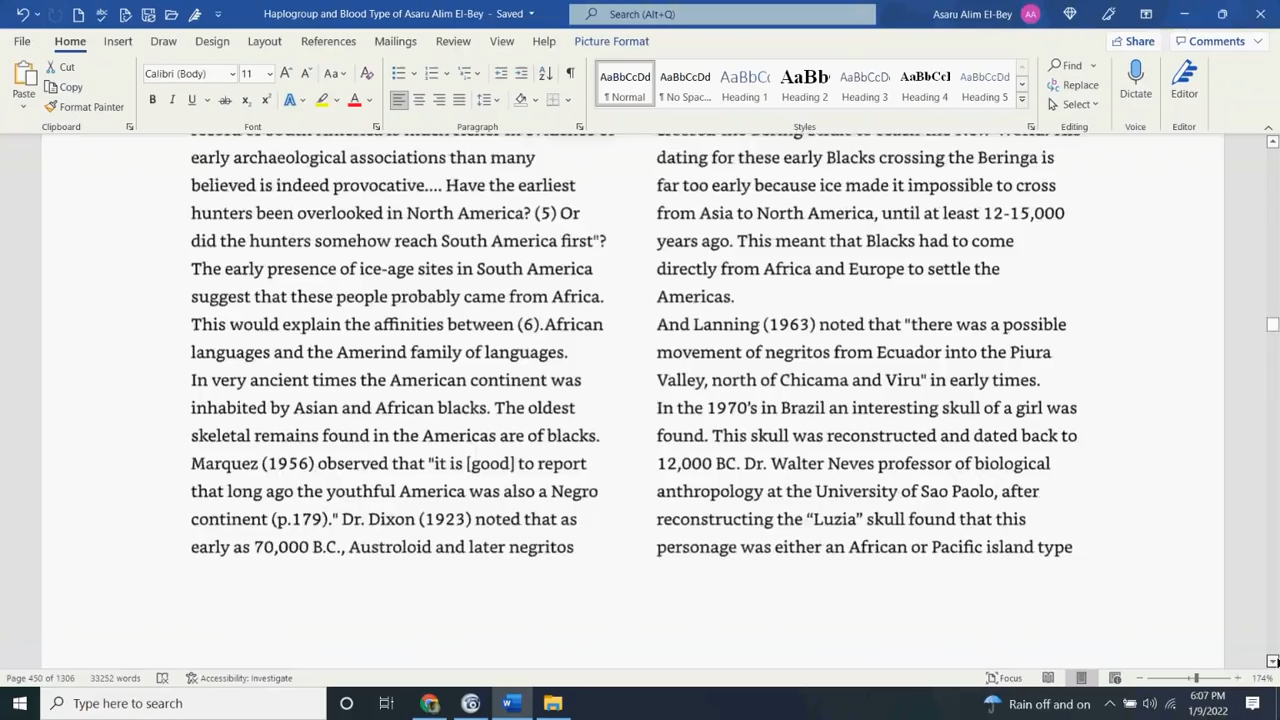 Haplogroup and Blood Type of Asaru Alim El-Bey - Saved
Search (Alt+Q)
Asaru Alim El-Bey
AA
File Home Insert Draw Design Layout References Mailings Review View Help Picture Format
Share
Comments
Paste
Cut
Copy
Format Painter
Clipboard
Calibri (Body)
11
Font
Paragraph
AaBbCcDd
¶ Normal
AaBbCcDd
¶ No Spac...
Heading 1
AaBb
Heading 2
Heading 3
Heading 4
AaBbCcDd
Heading 5
Styles
Find
Replace
Select
Editing
Dictate
Voice
Editor
Editor
early archaeological associations than many
believed is indeed provocative.... Have the earliest
hunters been overlooked in North America? (5) Or
did the hunters somehow reach South America first"?
The early presence of ice-age sites in South America
suggest that these people probably came from Africa.
This would explain the affinities between (6).African
languages and the Amerind family of languages.
In very ancient times the American continent was
inhabited by Asian and African blacks. The oldest
skeletal remains found in the Americas are of blacks.
Marquez (1956) observed that "it is [good] to report
that long ago the youthful America was also a Negro
continent (p.179)." Dr. Dixon (1923) noted that as
early as 70,000 B.C., Austroloid and later negritos
dating for these early Blacks crossing the Beringa is
far too early because ice made it impossible to cross
from Asia to North America, until at least 12-15,000
years ago. This meant that Blacks had to come
directly from Africa and Europe to settle the
Americas.
And Lanning (1963) noted that "there was a possible
movement of negritos from Ecuador into the Piura
Valley, north of Chicama and Viru" in early times.
In the 1970's in Brazil an interesting skull of a girl was
found. This skull was reconstructed and dated back to
12,000 BC. Dr. Walter Neves professor of biological
anthropology at the University of Sao Paolo, after
reconstructing the “Luzia” skull found that this
personage was either an African or Pacific island type
Page 450 of 1306
33252 words
Accessibility: Investigate
Focus
174%
Type here to search
Rain off and on
6:07 PM
1/9/2022